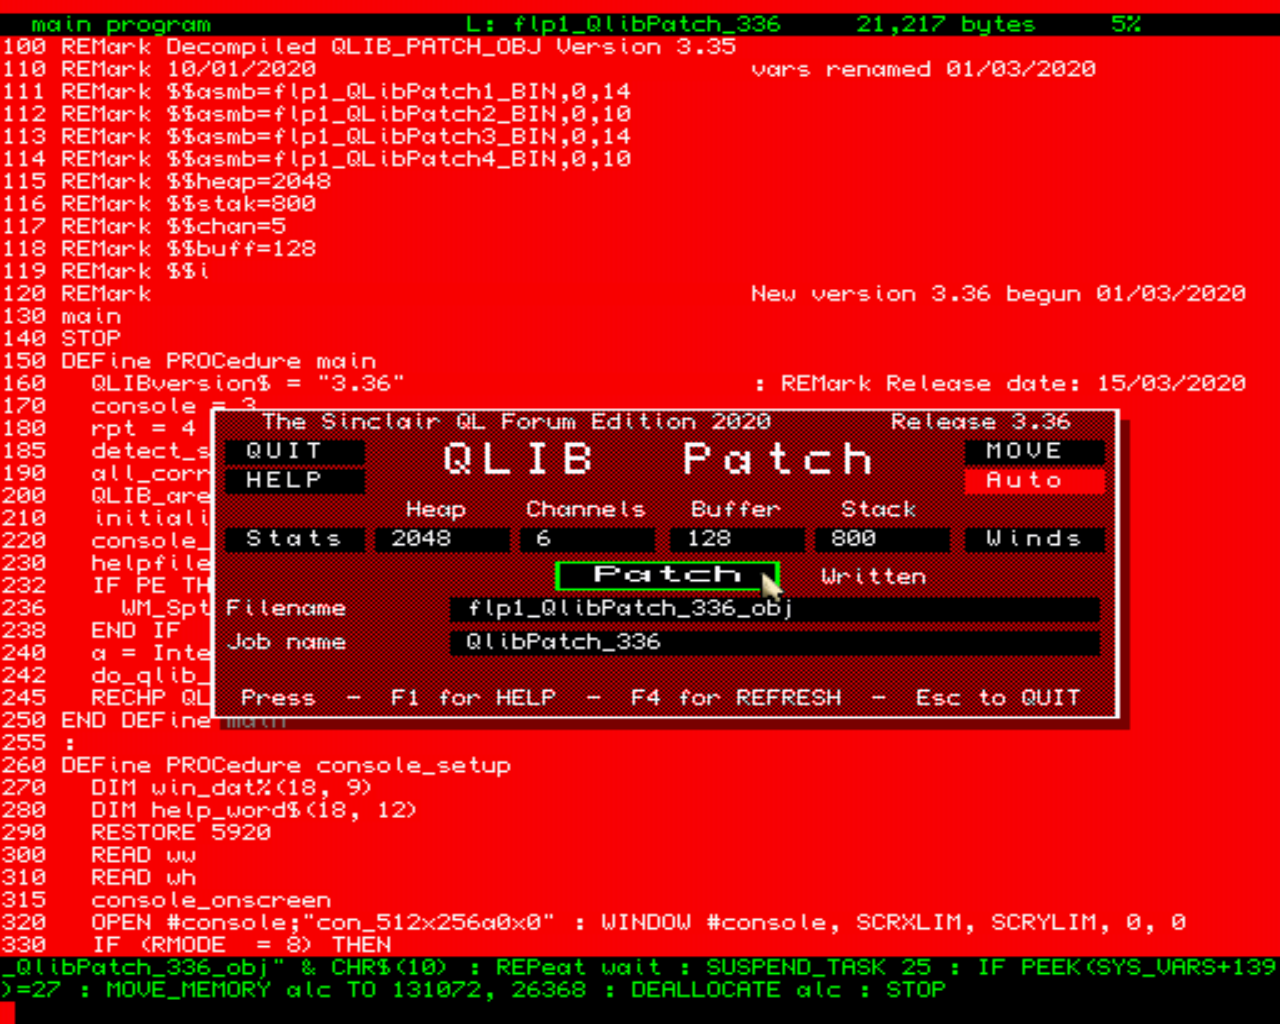 main program L: flp1_QlibPatch_336 21,217 bytes 5%
100 REMark Decompiled QLIB_PATCH_OBJ Version 3.35
110 REMark 10/01/2020 vars renamed 01/03/2020
111 REMark $$asmb=flp1_QLibPatch1_BIN,0,14
112 REMark $$asmb=flp1_QLibPatch2_BIN,0,10
113 REMark $$asmb=flp1_QLibPatch3_BIN,0,14
114 REMark $$asmb=flp1_QLibPatch4_BIN,0,10
115 REMark $$heap=2048
116 REMark $$stak=800
117 REMark $$chan=5
118 REMark $$buff=128
119 REMark $$i
120 REMark New version 3.36 begun 01/03/2020
130 main
140 STOP
150 DEFine PROCedure main
160 QLIBversion$ = "3.36" : REMark Release date: 15/03/2020
170 console = 3
180 rpt = 4
185 detect_s
190 all_corr
200 QLIB_are
210 initiali
220 console_
230 helpfile
232 IF PE TH
236 WM_Spt
238 END IF
240 a = Inte
242 do_qlib_
245 RECHP QL
250 END DEFine main
255 :
260 DEFine PROCedure console_setup
270 DIM win_dat%(18, 9)
280 DIM help_word$(18, 12)
290 RESTORE 5920
300 READ ww
310 READ wh
315 console_onscreen
320 OPEN #console;"con_512x256a0x0" : WINDOW #console, SCRXLIM, SCRYLIM, 0, 0
330 IF (RMODE = 8) THEN
The Sinclair QL Forum Edition 2020 Release 3.36
QUIT QLIB Patch MOVE
HELP Auto
Heap Channels Buffer Stack
Stats 2048 6 128 800 Winds
Patch Written
Filename flp1_QlibPatch_336_obj
Job name QlibPatch_336
Press - F1 for HELP - F4 for REFRESH - Esc to QUIT
_QlibPatch_336_obj" & CHR$(10) : REPeat wait : SUSPEND_TASK 25 : IF PEEK(SYS_VARS+139
)=27 : MOVE_MEMORY alc TO 131072, 26368 : DEALLOCATE alc : STOP